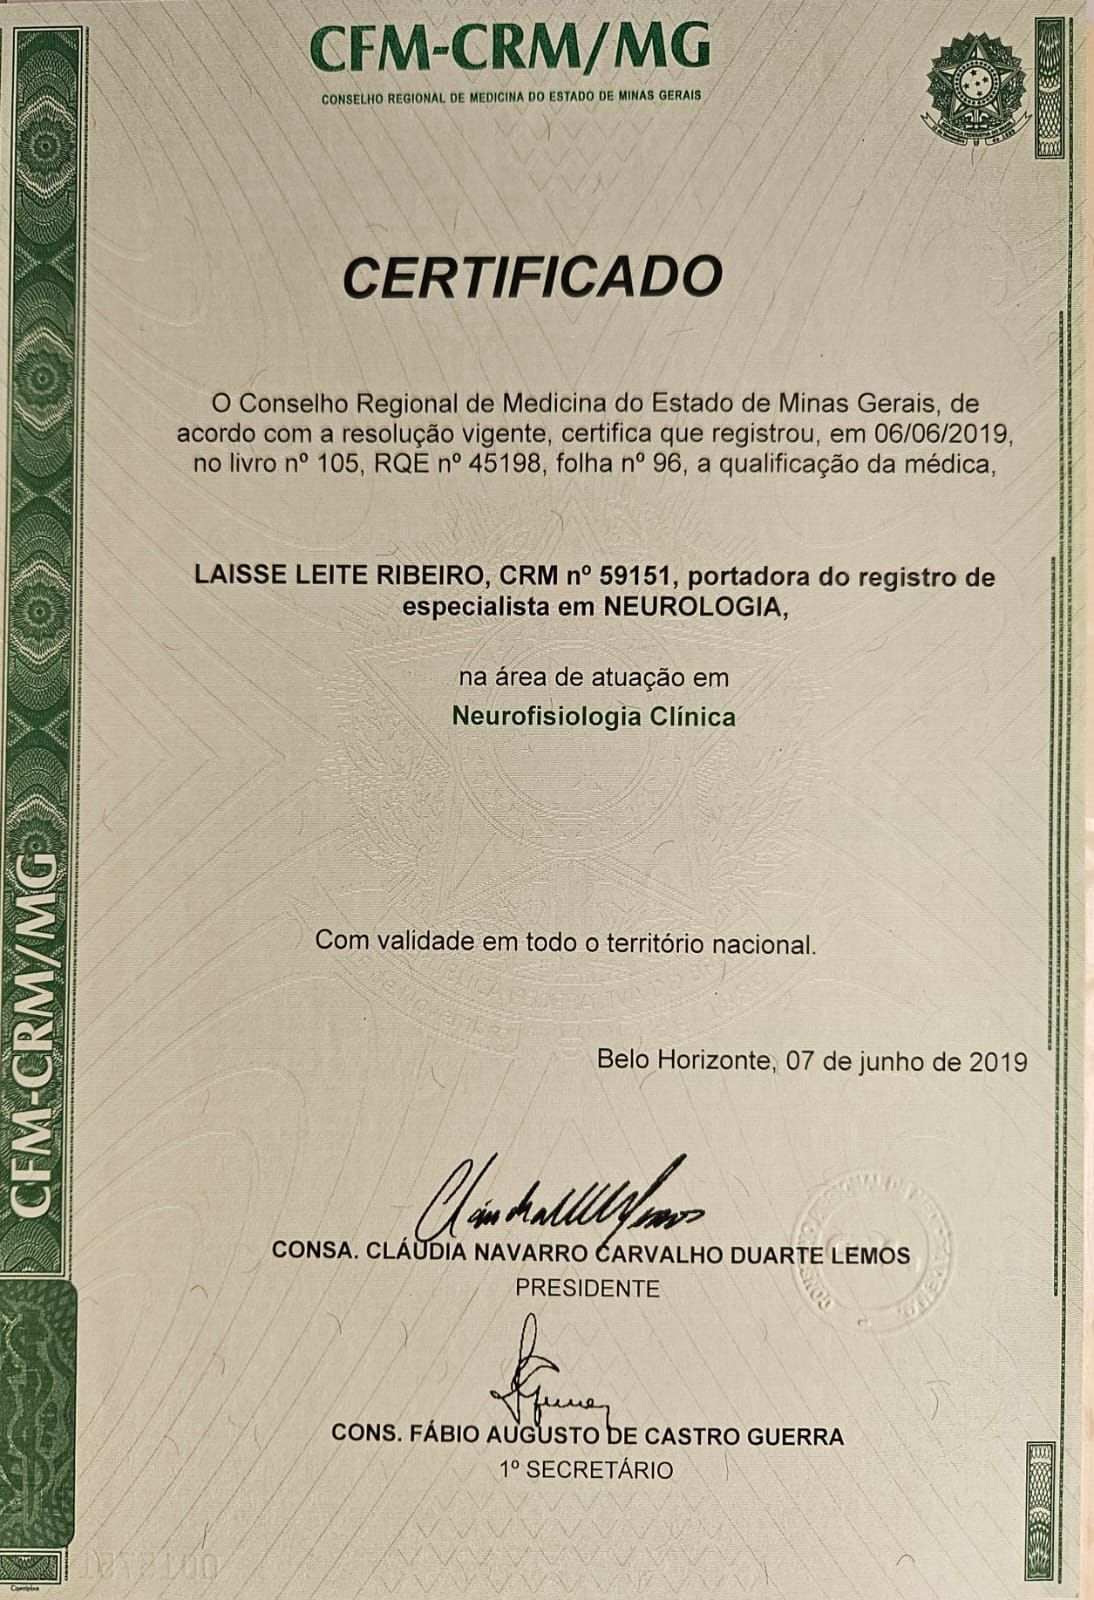 CFM-CRM/MG
CONSELHO REGIONAL DE MEDICINA DO ESTADO DE MINAS GERAIS
CERTIFICADO
O Conselho Regional de Medicina do Estado de Minas Gerais, de
acordo com a resolução vigente, certifica que registrou, em 06/06/2019,
no livro nº 105, RQE nº 45198, folha nº 96, a qualificação da médica,
LAISSE LEITE RIBEIRO, CRM nº 59151, portadora do registro de
especialista em NEUROLOGIA,
na área de atuação em
Neurofisiologia Clínica
Com validade em todo o território nacional.
Belo Horizonte, 07 de junho de 2019
CONSA. CLÁUDIA NAVARRO CARVALHO DUARTE LEMOS
PRESIDENTE
CONS. FÁBIO AUGUSTO DE CASTRO GUERRA
1º SECRETÁRIO
CFM-CRM/MG